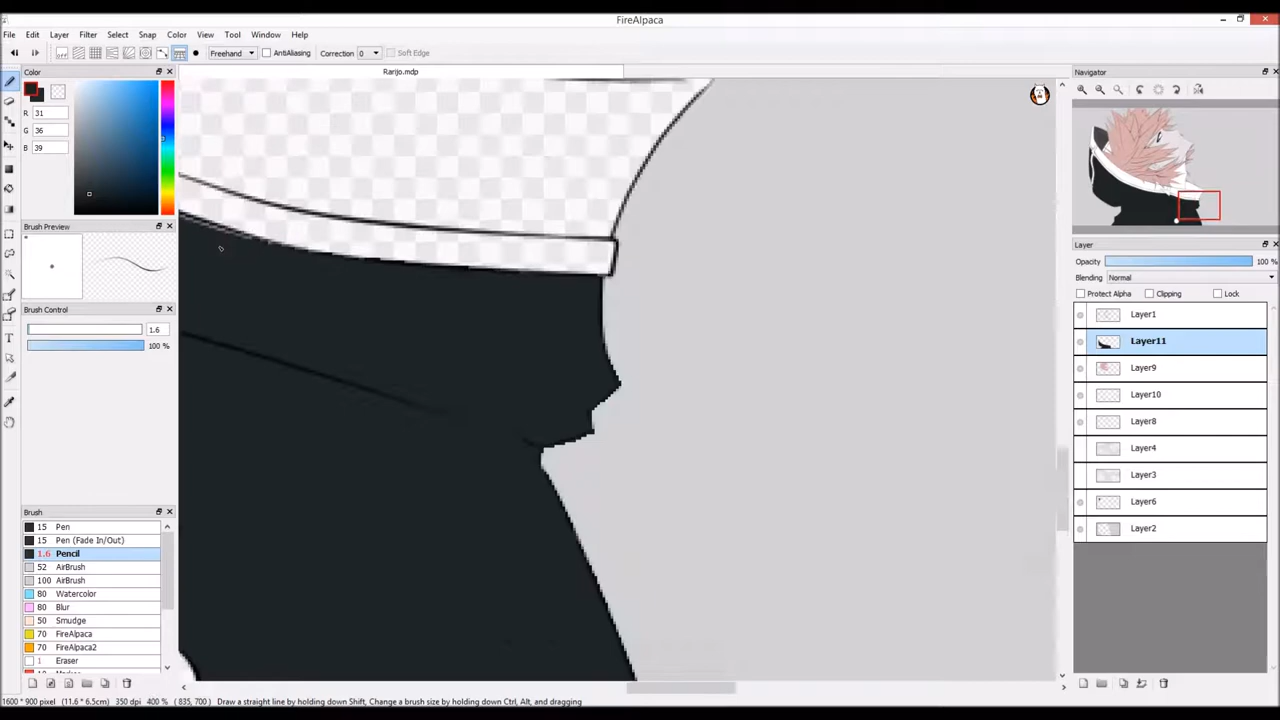 FireAlpaca
File Edit Layer Filter Select Snap Color View Tool Window Help
OFF Freehand AntiAliasing Correction 0 Soft Edge
Color Rarijo.mdp Navigator
R 31
G 36
B 39
Brush Preview
Layer
Opacity 100 %
Blending Normal
Protect Alpha Clipping Lock
Brush Control
1.6
100 %
Layer1
Layer11
Layer9
Layer10
Layer8
Layer4
Layer3
Layer6
Layer2
Brush
15 Pen
15 Pen (Fade In/Out)
1.6 Pencil
52 AirBrush
100 AirBrush
80 Watercolor
80 Blur
50 Smudge
70 FireAlpaca
70 FireAlpaca2
1 Eraser
1600 * 900 pixel (11.6 * 6.5cm) 350 dpi 400 % ( 835, 700 ) Draw a straight line by holding down Shift, Change a brush size by holding down Ctrl, Alt, and dragging